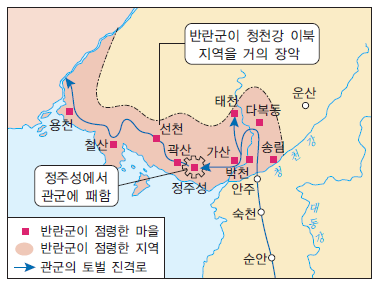 반란군이 청천강 이북
지역을 거의 장악
태천
다복동
운산
용천
선천
철산
곽산
가산
송림
청천강
박천
정주성에서
관군에 패함
정주성
안주
숙천
대동강
순안
반란군이 점령한 마을
반란군이 점령한 지역
관군의 토벌 진격로